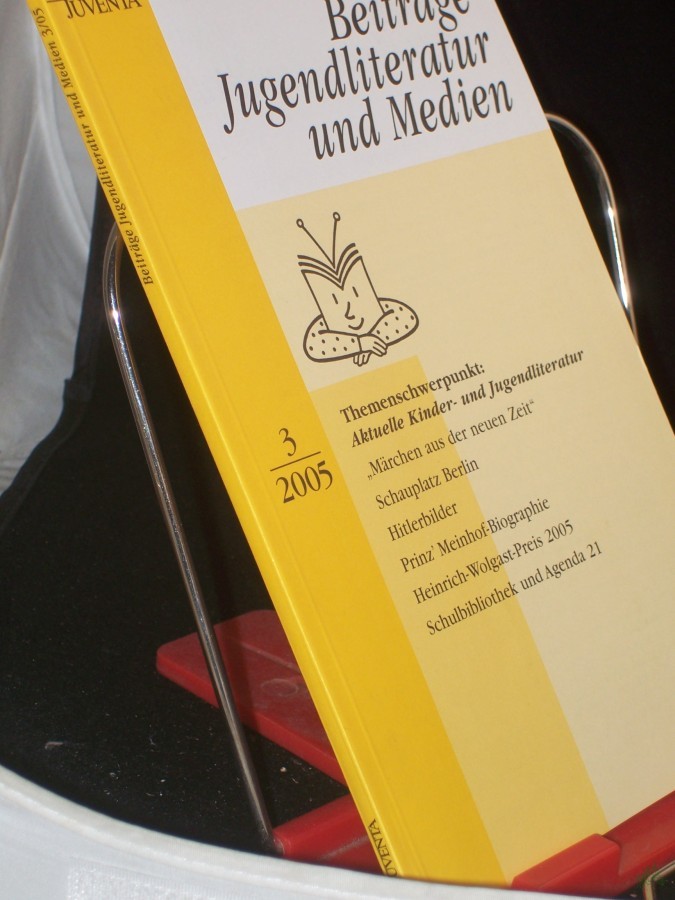 JUVENTA
Beiträge
Jugendliteratur
und Medien
Beiträge Jugendliteratur und Medien 3/05
3
2005
Themenschwerpunkt:
Aktuelle Kinder- und Jugendliteratur
„Märchen aus der neuen Zeit“
Schauplatz Berlin
Hitlerbilder
Prinz’ Meinhof-Biographie
Heinrich-Wolgast-Preis 2005
Schulbibliothek und Agenda 21
JUVENTA